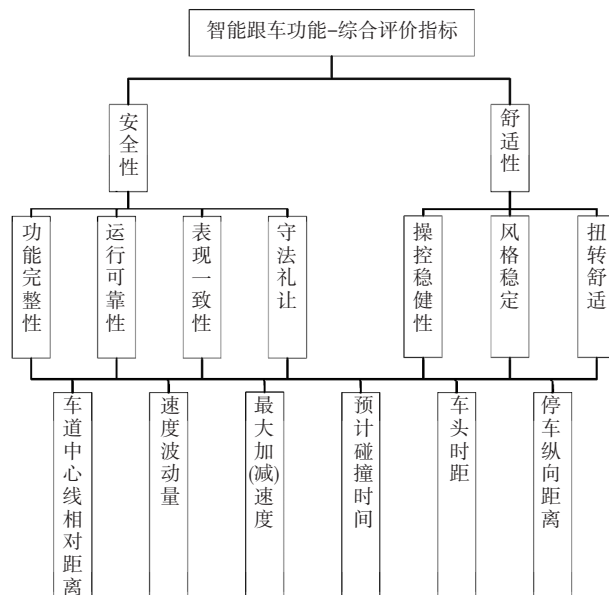 智能跟车功能-综合评价指标
安全性
舒适性
功能完整性
运行可靠性
表现一致性
守法礼让
操控稳健性
风格稳定
扭转舒适
车道中心线相对距离
速度波动量
最大加(减)速度
预计碰撞时间
车头时距
停车纵向距离